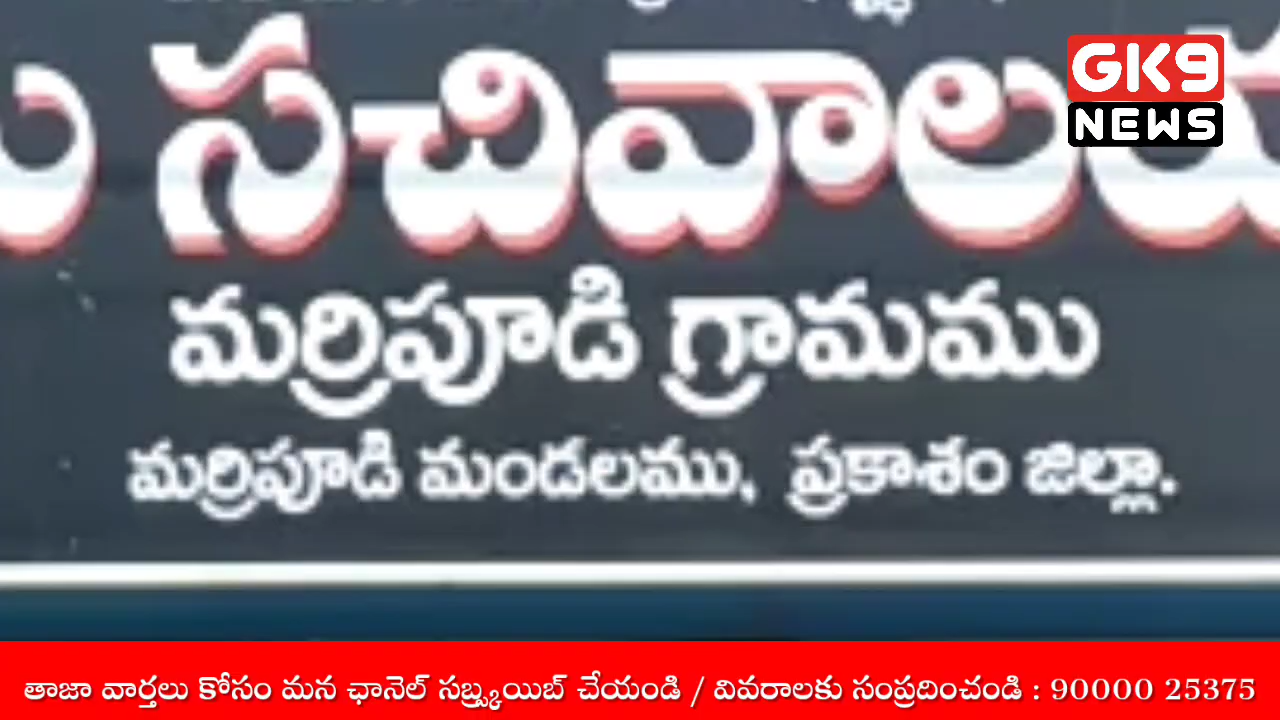 GK9
NEWS
సచివాలయ
మర్రిపూడి గ్రామము
మర్రిపూడి మండలము, ప్రకాశం జిల్లా.
తాజా వార్తలు కోసం మన ఛానెల్ సబ్స్క్రయిబ్ చేయండి / వివరాలకు సంప్రదించండి : 90000 25375